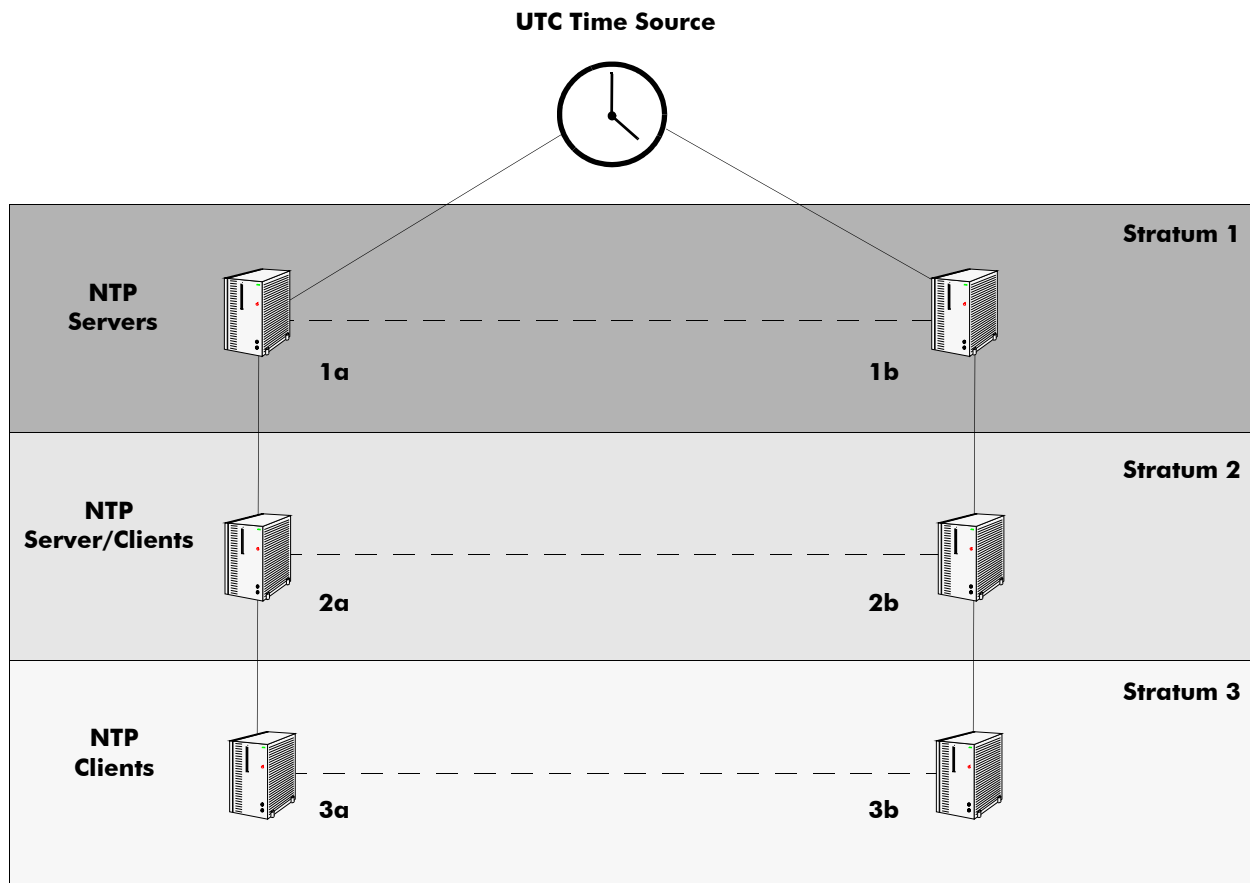 UTC Time Source
Stratum 1
NTP
Servers
1a
1b
Stratum 2
NTP
Server/Clients
2a
2b
Stratum 3
NTP
Clients
3a
3b